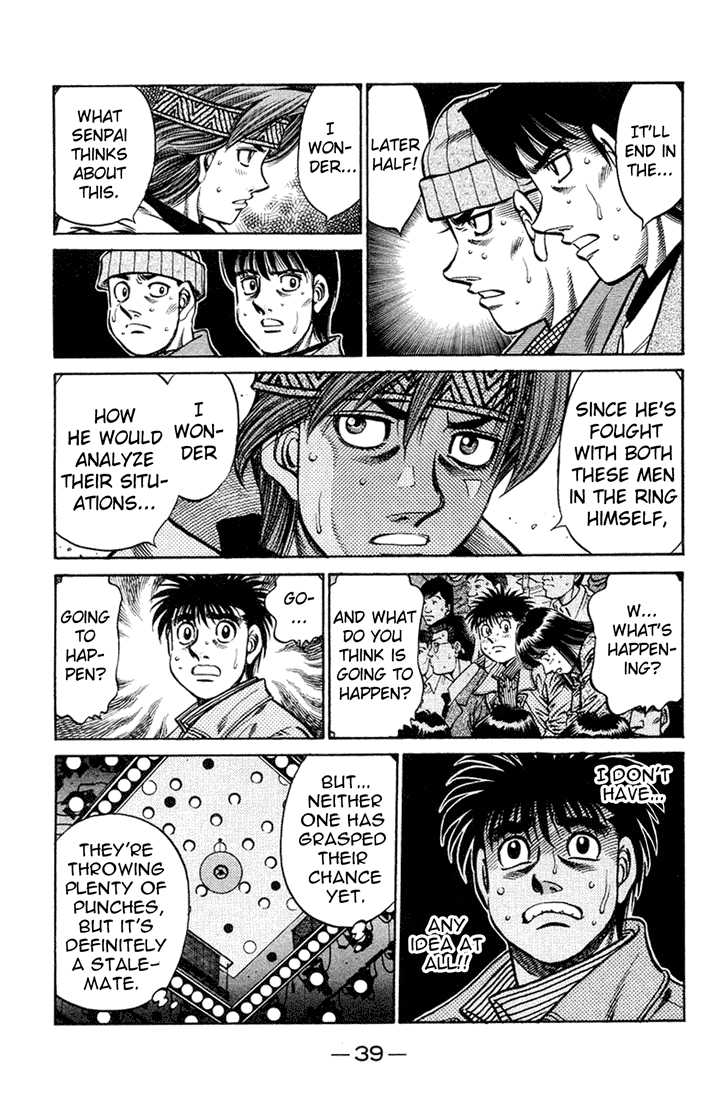 IT'LL
END IN
THE...
LATER
HALF!
I
WON-
DER...
WHAT
SENPAI
THINKS
ABOUT
THIS.
SINCE HE'S
FOUGHT
WITH BOTH
THESE MEN
IN THE RING
HIMSELF,
I
WON-
DER
HOW
HE WOULD
ANALYZE
THEIR SITU-
ATIONS...
W...
WHAT'S
HAPPEN-
ING?
AND WHAT
DO YOU
THINK IS
GOING TO
HAPPEN?
GO-
...
GOING
TO
HAP-
PEN?
I DON'T
HAVE...
ANY
IDEA AT
ALL!!
BUT...
NEITHER
ONE HAS
GRASPED
THEIR
CHANCE
YET.
THEY'RE
THROWING
PLENTY OF
PUNCHES,
BUT IT'S
DEFINITELY
A STALE-
MATE.
— 39 —